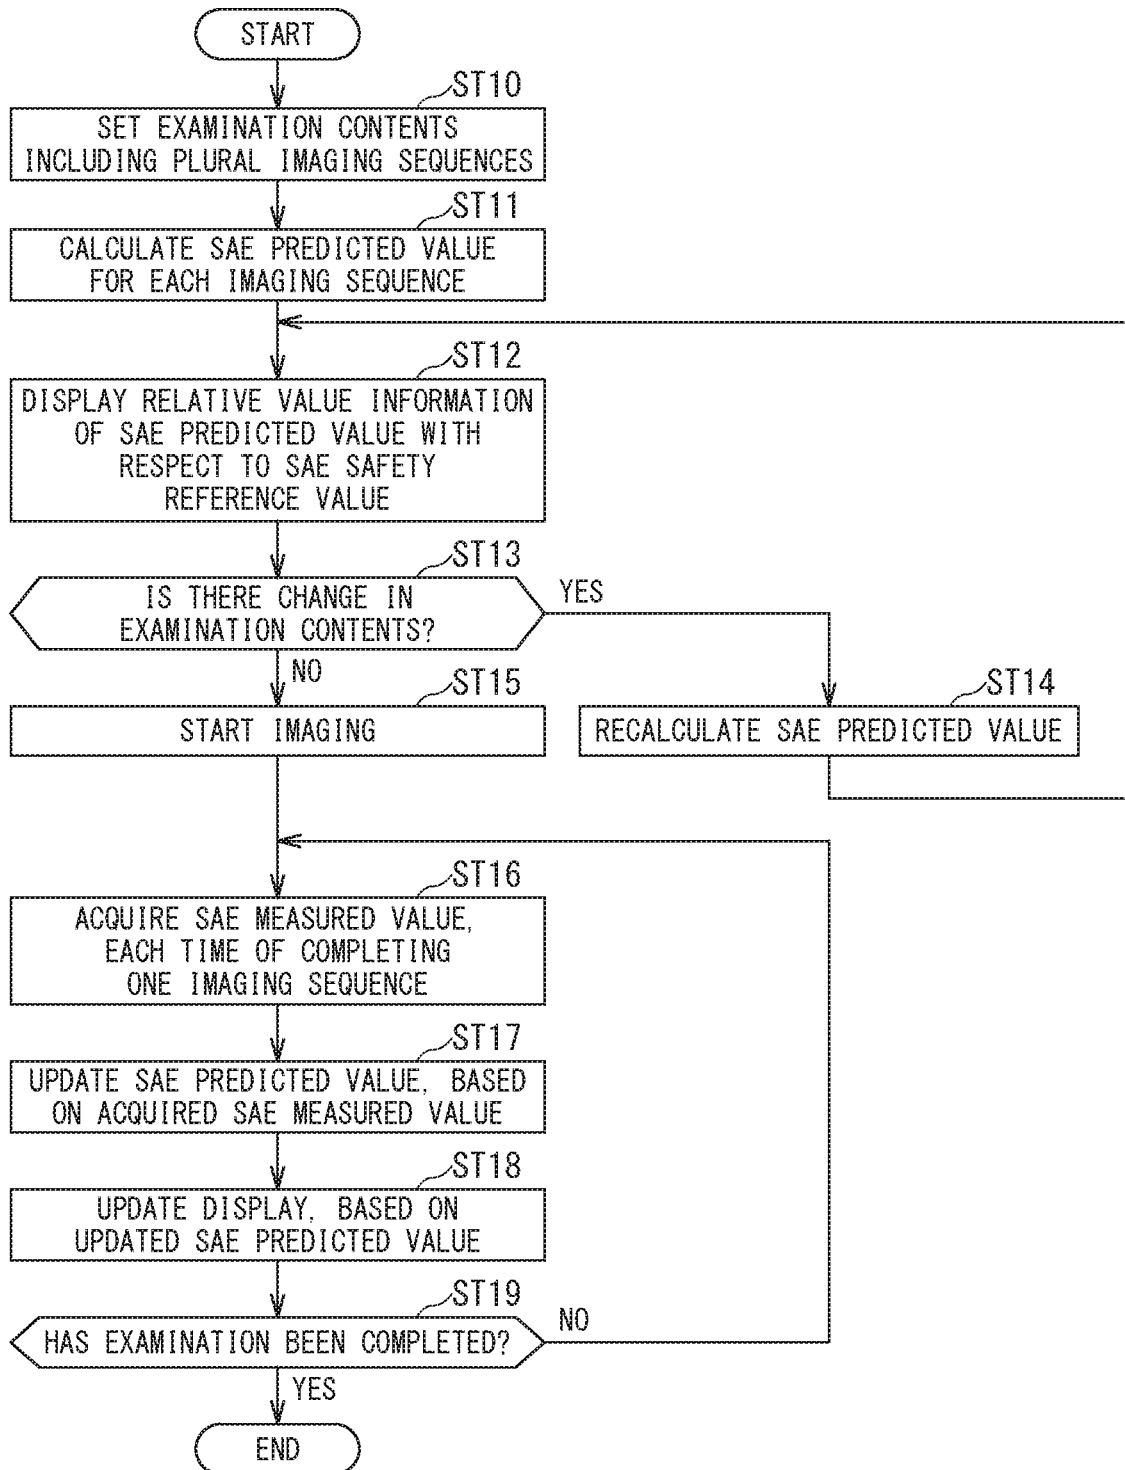 START
ST10
SET EXAMINATION CONTENTS
INCLUDING PLURAL IMAGING SEQUENCES
ST11
CALCULATE SAE PREDICTED VALUE
FOR EACH IMAGING SEQUENCE
ST12
DISPLAY RELATIVE VALUE INFORMATION
OF SAE PREDICTED VALUE WITH
RESPECT TO SAE SAFETY
REFERENCE VALUE
ST13
IS THERE CHANGE IN
EXAMINATION CONTENTS?
YES
NO
ST15
START IMAGING
ST14
RECALCULATE SAE PREDICTED VALUE
ST16
ACQUIRE SAE MEASURED VALUE,
EACH TIME OF COMPLETING
ONE IMAGING SEQUENCE
ST17
UPDATE SAE PREDICTED VALUE, BASED
ON ACQUIRED SAE MEASURED VALUE
ST18
UPDATE DISPLAY, BASED ON
UPDATED SAE PREDICTED VALUE
ST19
HAS EXAMINATION BEEN COMPLETED?
NO
YES
END